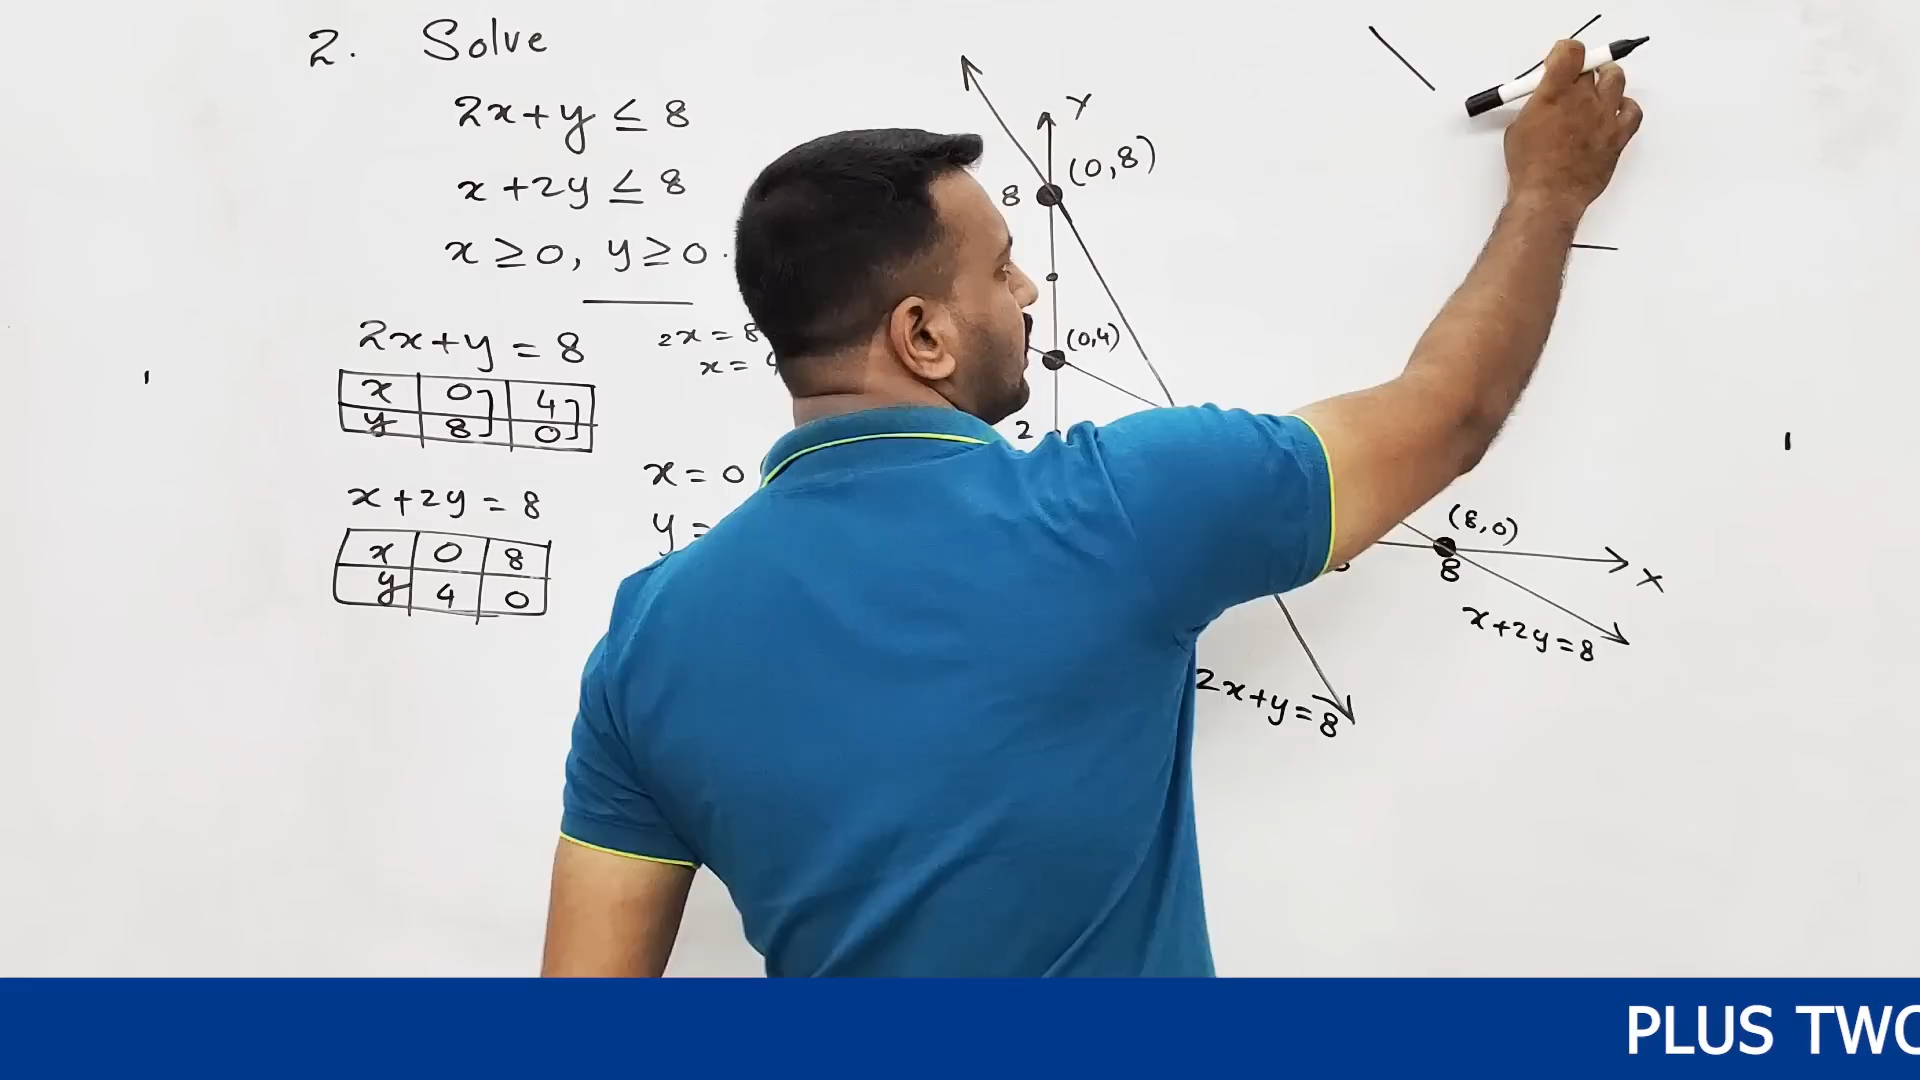 2. Solve
2x+y ≤ 8
x+2y ≤ 8
x ≥ 0, y ≥ 0.
2x+y = 8
x 0 4
y 8 0
2x = 8
x =
x+2y = 8
x 0 8
y 4 0
x = 0
y =
Y
(0,8)
8
(0,4)
2
(8,0)
8
X
x+2y=8
2x+y=8
PLUS TWO